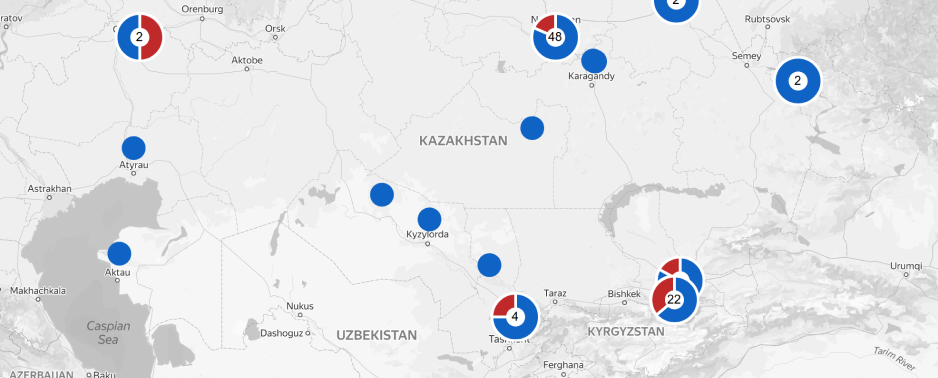 2
Orenburg
Rubtsovsk
Orsk
2
48
Aktobe
Semey
Karagandy
2
KAZAKHSTAN
Atyrau
Astrakhan
Kyzylorda
Aktau
Urumqi
Makhachkala
Taraz
Bishkek
22
Nukus
4
Caspian
Sea
Dashoguz
UZBEKISTAN
KYRGYZSTAN
Ferghana
Tarim River
AZERBAIJAN
Baku